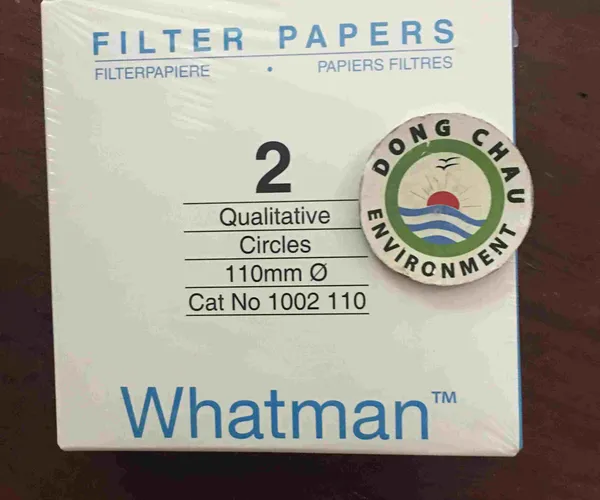 FILTER PAPERS
FILTERPAPIERE • PAPIERS FILTRES
2
Qualitative
Circles
110mm Ø
Cat No 1002 110
DONG CHAU
ENVIRONMENT
Whatman™